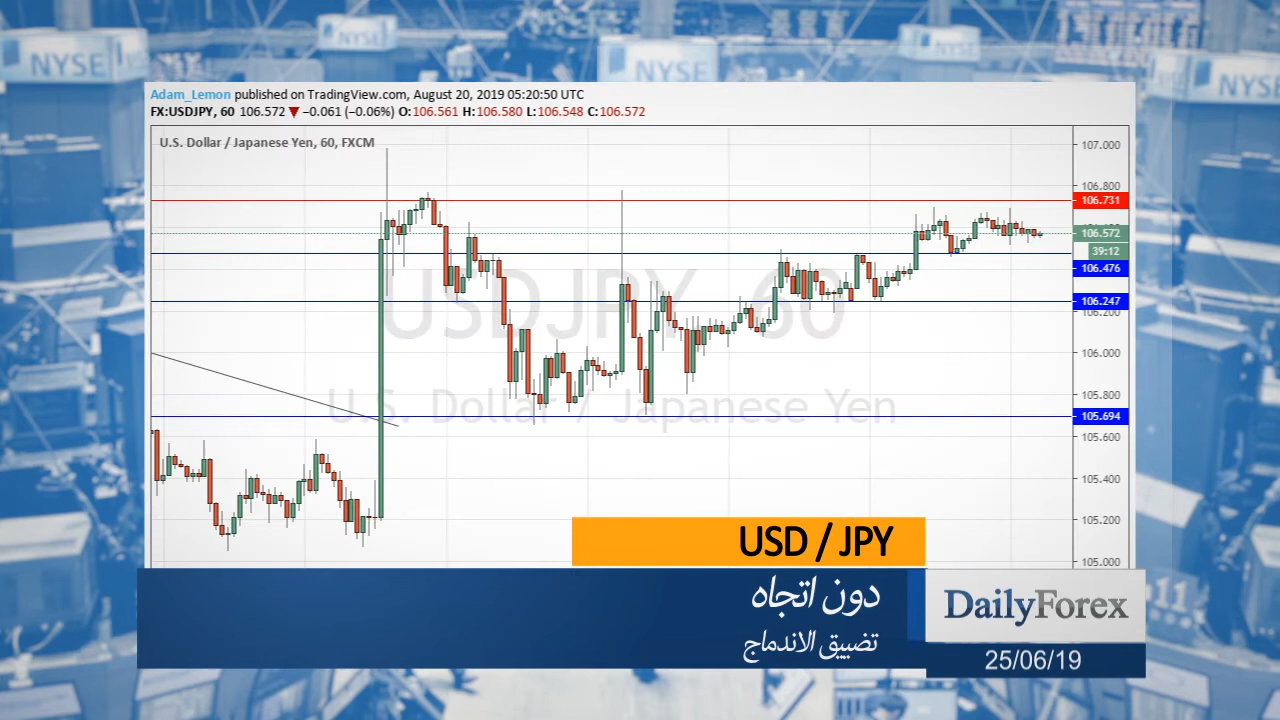 NYSE
NYSE
NYSE
NYSE
NYSE
Adam_Lemon published on TradingView.com, August 20, 2019 05:20:50 UTC
FX:USDJPY, 60 106.572 ▼ −0.061 (−0.06%) O:106.561 H:106.580 L:106.548 C:106.572
U.S. Dollar / Japanese Yen, 60, FXCM
USDJPY, 60
U.S. Dollar / Japanese Yen
107.000
106.800
106.731
106.572
39:12
106.476
106.247
106.200
106.000
105.800
105.694
105.600
105.400
105.200
105.000
USD / JPY
دون اتجاه
تضييق الاندماج
DailyForex
25/06/19
11